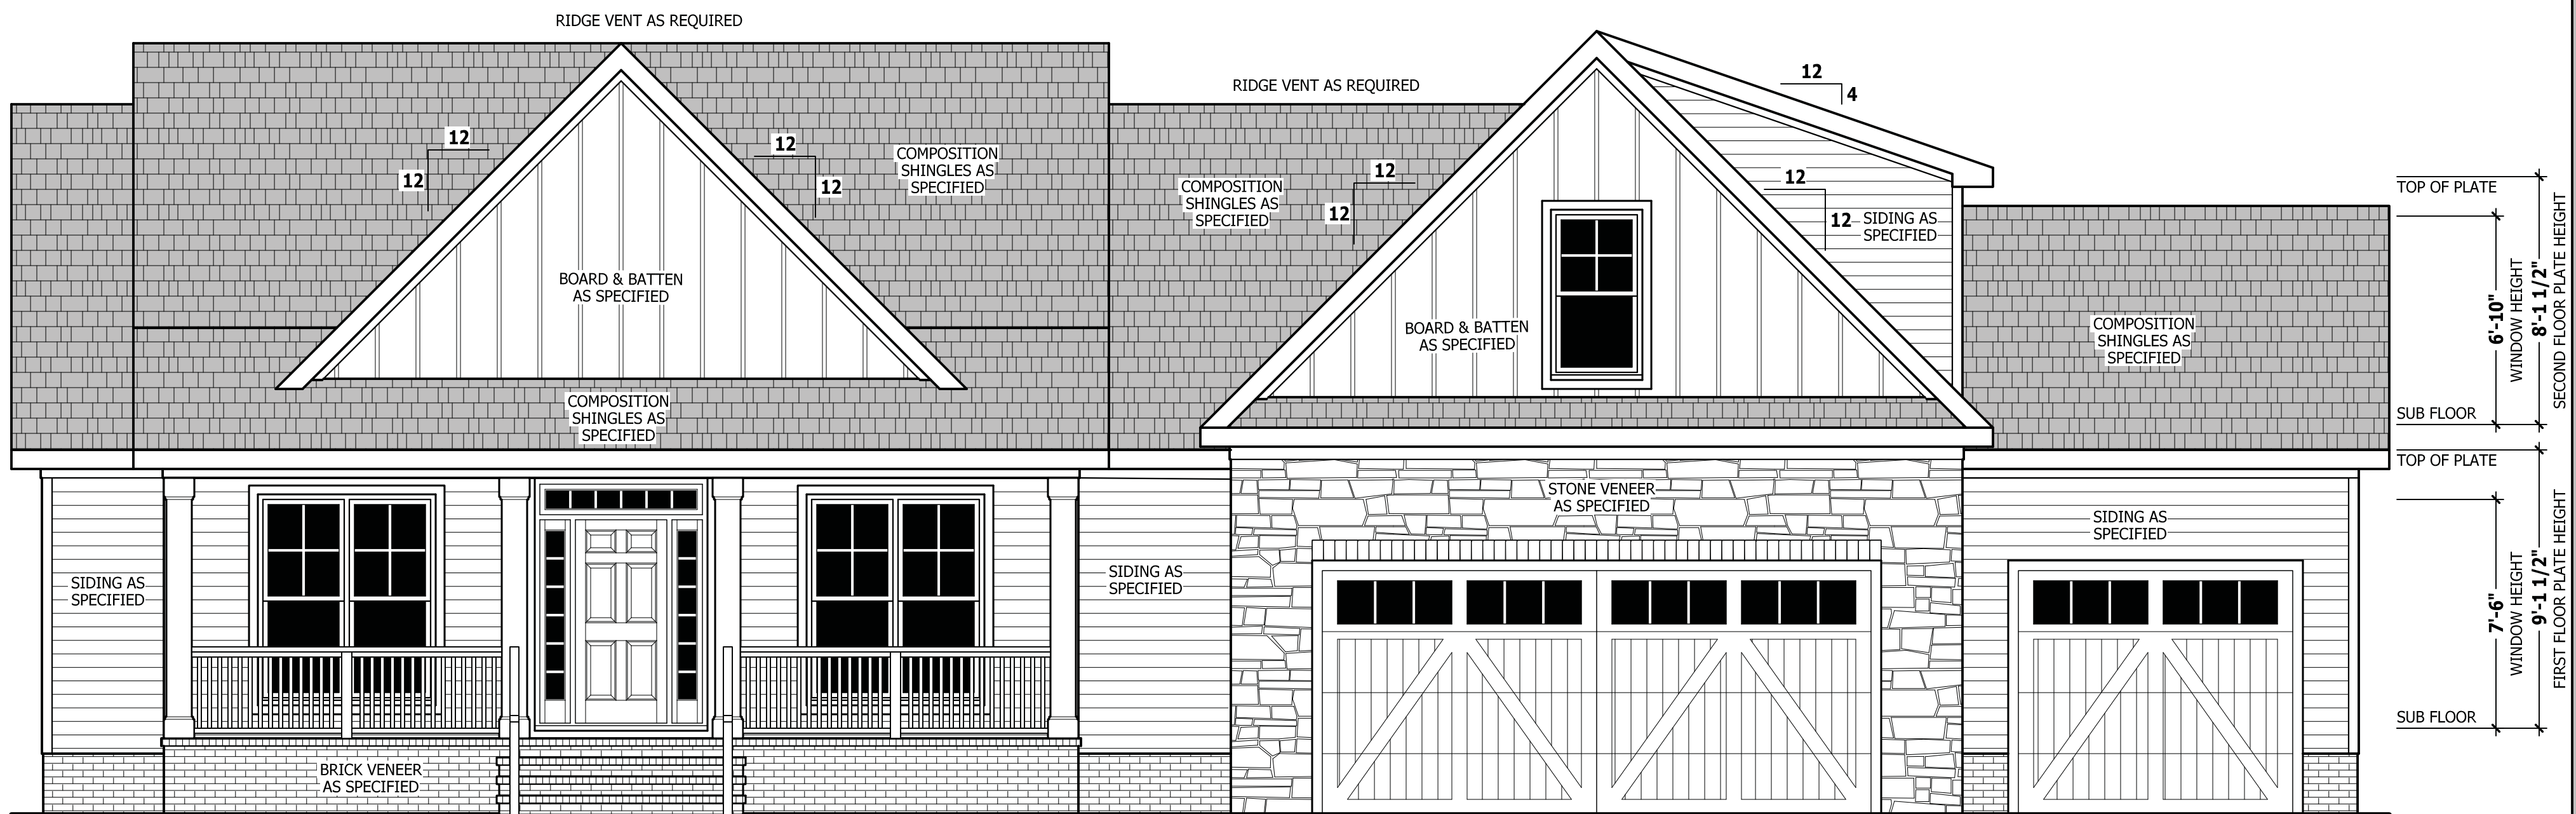 RIDGE VENT AS REQUIRED
RIDGE VENT AS REQUIRED
12
4
12
12
12
12
COMPOSITION
SHINGLES AS
SPECIFIED
COMPOSITION
SHINGLES AS
SPECIFIED
12
12
12
12
SIDING AS
SPECIFIED
BOARD & BATTEN
AS SPECIFIED
BOARD & BATTEN
AS SPECIFIED
COMPOSITION
SHINGLES AS
SPECIFIED
COMPOSITION
SHINGLES AS
SPECIFIED
TOP OF PLATE
6'-10"
WINDOW HEIGHT
8'-1 1/2"
SECOND FLOOR PLATE HEIGHT
SUB FLOOR
TOP OF PLATE
STONE VENEER
AS SPECIFIED
SIDING AS
SPECIFIED
SIDING AS
SPECIFIED
SIDING AS
SPECIFIED
7'-6"
WINDOW HEIGHT
9'-1 1/2"
FIRST FLOOR PLATE HEIGHT
SUB FLOOR
BRICK VENEER
AS SPECIFIED